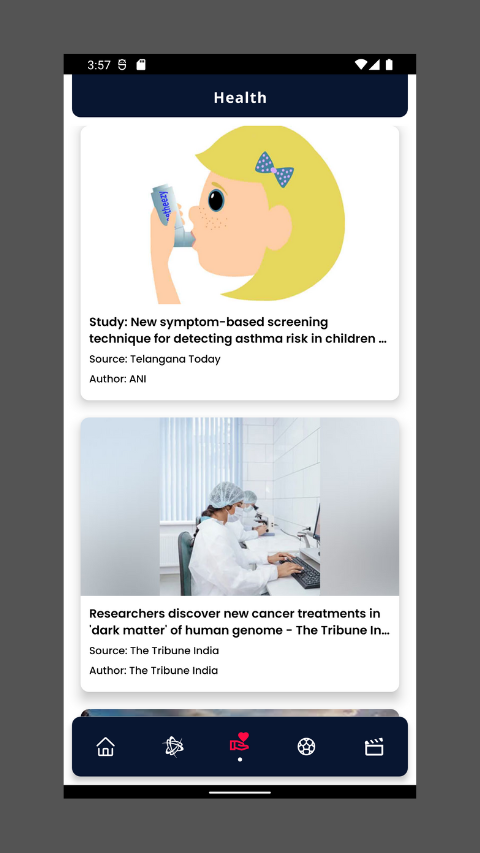 3:57
Health
Study: New symptom-based screening
technique for detecting asthma risk in children ...
Source: Telangana Today
Author: ANI
Researchers discover new cancer treatments in
'dark matter' of human genome - The Tribune In...
Source: The Tribune India
Author: The Tribune India